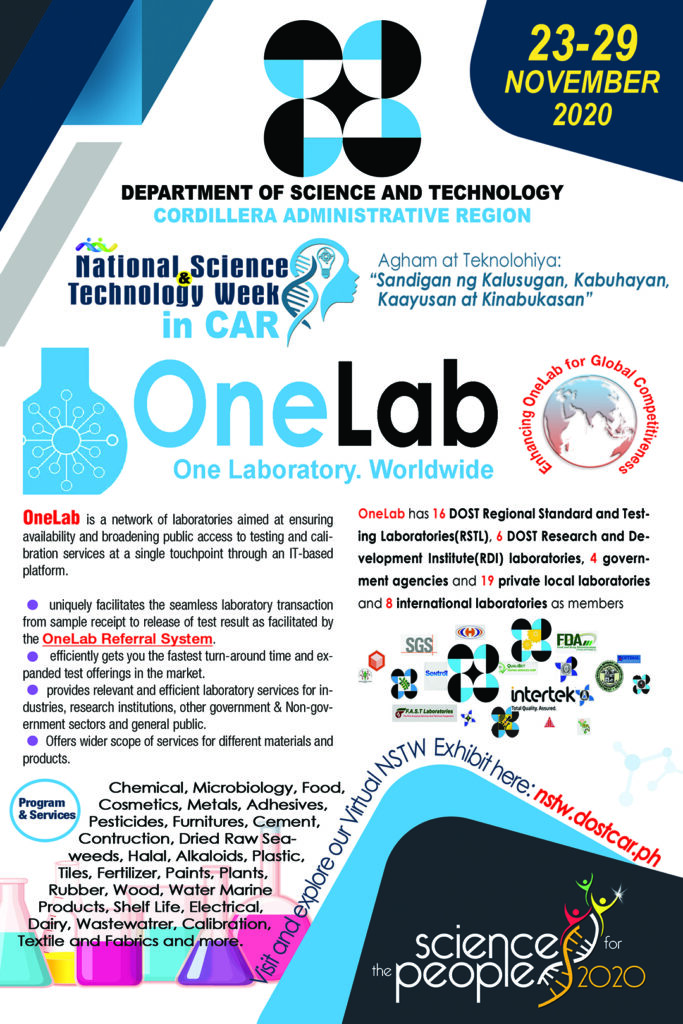 23-29
NOVEMBER
2020
DEPARTMENT OF SCIENCE AND TECHNOLOGY
CORDILLERA ADMINISTRATIVE REGION
National Science
&
Technology Week
in CAR
Agham at Teknolohiya:
“Sandigan ng Kalusugan, Kabuhayan,
Kaayusan at Kinabukasan”
OneLab
One Laboratory. Worldwide
Enhancing OneLab for Global Competitiveness
OneLab is a network of laboratories aimed at ensuring
availability and broadening public access to testing and cali-
bration services at a single touchpoint through an IT-based
platform.
● uniquely facilitates the seamless laboratory transaction
from sample receipt to release of test result as facilitated by
the OneLab Referral System.
● efficiently gets you the fastest turn-around time and ex-
panded test offerings in the market.
● provides relevant and efficient laboratory services for in-
dustries, research institutions, other government & Non-gov-
ernment sectors and general public.
● Offers wider scope of services for different materials and
products.
OneLab has 16 DOST Regional Standard and Test-
ing Laboratories(RSTL), 6 DOST Research and De-
velopment Institute(RDI) laboratories, 4 govern-
ment agencies and 19 private local laboratories
and 8 international laboratories as members
SGS
FDA
Sentrol
intertek
Total Quality. Assured.
F.A.S.T Laboratories
Program
& Services
Chemical, Microbiology, Food,
Cosmetics, Metals, Adhesives,
Pesticides, Furnitures, Cement,
Contruction, Dried Raw Sea-
weeds, Halal, Alkaloids, Plastic,
Tiles, Fertilizer, Paints, Plants,
Rubber, Wood, Water Marine
Products, Shelf Life, Electrical,
Dairy, Wastewatrer, Calibration,
Textile and Fabrics and more.
Visit and explore our Virtual NSTW Exhibit here: nstw.dostcar.ph
science for
the people 2020